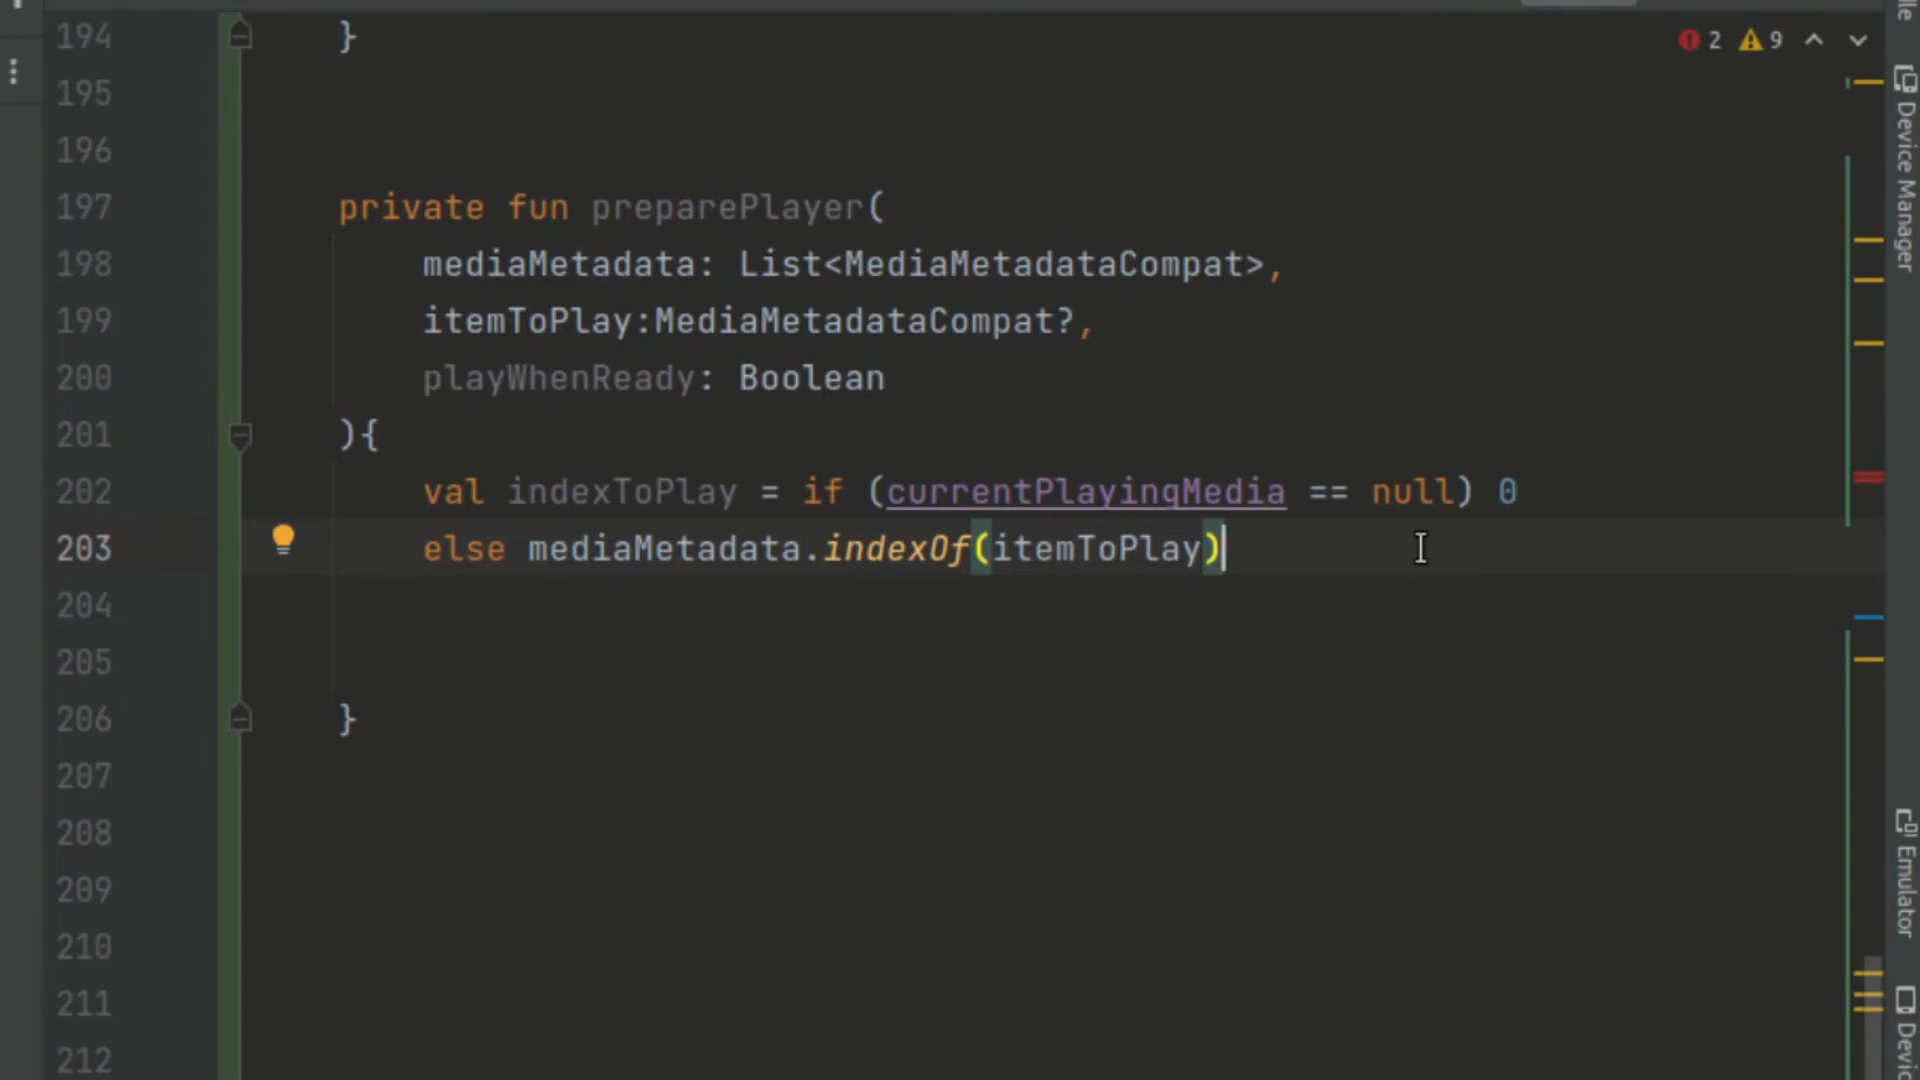 194 }
2 9
195
196
197 private fun preparePlayer(
198 mediaMetadata: List<MediaMetadataCompat>,
199 itemToPlay:MediaMetadataCompat?,
200 playWhenReady: Boolean
201 ){
202 val indexToPlay = if (currentPlayingMedia == null) 0
203 else mediaMetadata.indexOf(itemToPlay)
204
205
206 }
207
208
209
210
211
212
Device Manager
Emulator